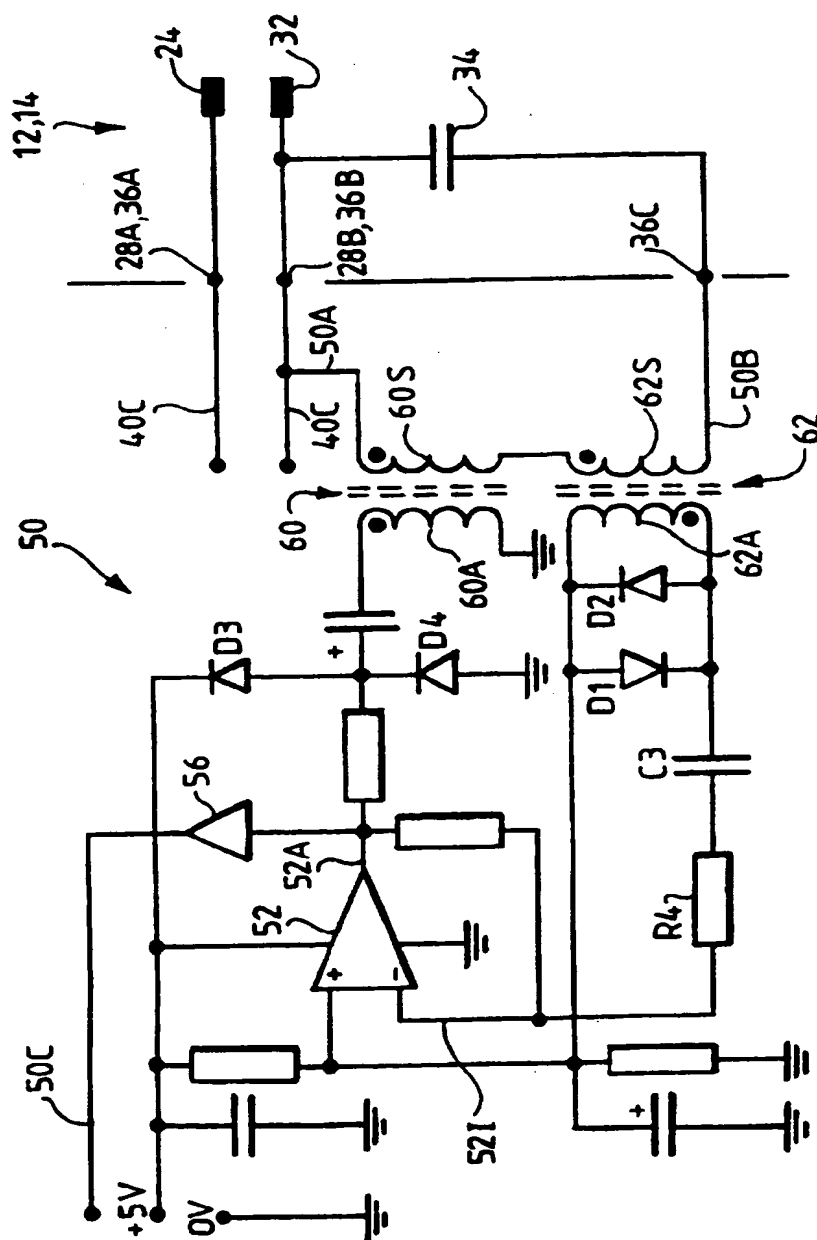 12,14
24
32
34
28A,36A
28B,36B
36C
40C
40C
50A
50B
60S
62S
50
60
62
60A
62A
D3
D4
D2
D1
C3
R4
56
52A
52
+
+
-
50C
+5V
0V
52I
+